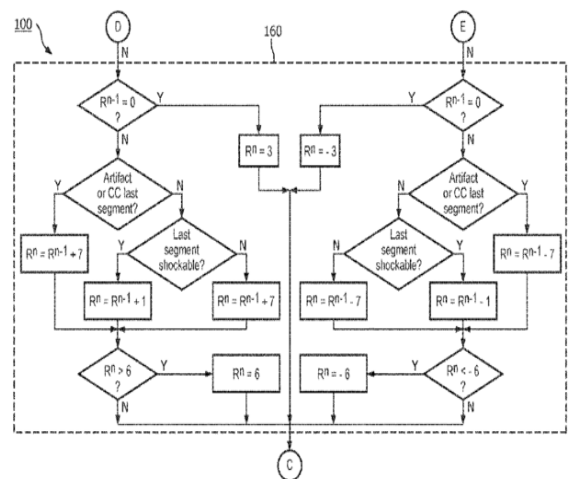 100
160
D
E
N
N
Rⁿ⁻¹ = 0
?
Y
Y
Rⁿ⁻¹ = 0
?
Rⁿ = 3
Rⁿ = - 3
N
N
Y
Artifact
or CC last
segment?
N
N
Artifact
or CC last
segment?
Y
Rⁿ = Rⁿ⁻¹ + 7
Y
Last
segment
shockable?
N
N
Last
segment
shockable?
Y
Rⁿ = Rⁿ⁻¹ - 7
Rⁿ = Rⁿ⁻¹ + 1
Rⁿ = Rⁿ⁻¹ + 7
Rⁿ = Rⁿ⁻¹ - 7
Rⁿ = Rⁿ⁻¹ - 1
Rⁿ > 6
?
Y
Rⁿ = 6
Rⁿ = - 6
Y
Rⁿ < - 6
?
N
N
C